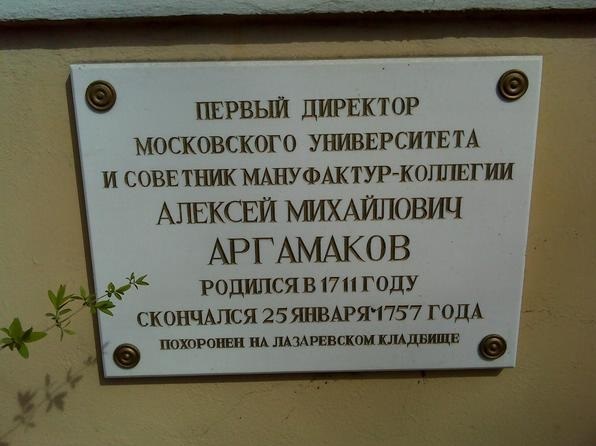 ПЕРВЫЙ ДИРЕКТОР
МОСКОВСКОГО УНИВЕРСИТЕТА
И СОВЕТНИК МАНУФАКТУР-КОЛЛЕГИИ
АЛЕКСЕЙ МИХАЙЛОВИЧ
АРГАМАКОВ
РОДИЛСЯ В 1711 ГОДУ
СКОНЧАЛСЯ 25 ЯНВАРЯ 1757 ГОДА
ПОХОРОНЕН НА ЛАЗАРЕВСКОМ КЛАДБИЩЕ